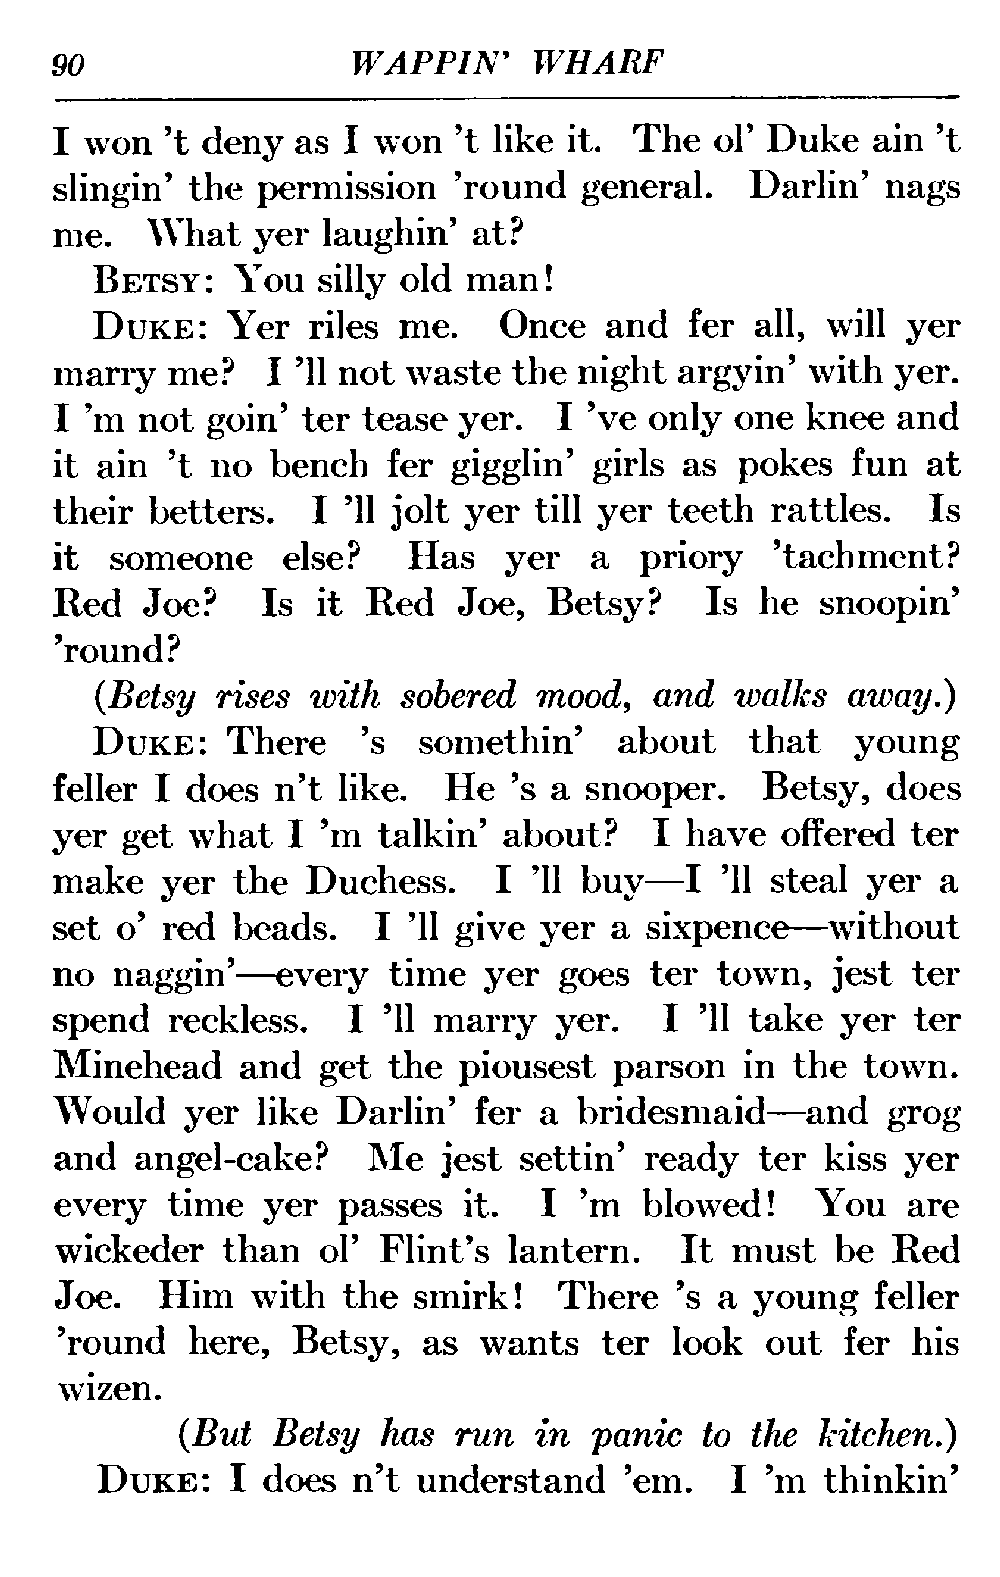 90 WAPPIN' WHARF
I won 't deny as I won 't like it. The ol' Duke ain 't
slingin' the permission 'round general. Darlin' nags
me. What yer laughin' at?
BETSY: You silly old man!
DUKE: Yer riles me. Once and fer all, will yer
marry me? I 'll not waste the night argyin' with yer.
I 'm not goin' ter tease yer. I 've only one knee and
it ain 't no bench fer gigglin' girls as pokes fun at
their betters. I 'll jolt yer till yer teeth rattles. Is
it someone else? Has yer a priory 'tachment?
Red Joe? Is it Red Joe, Betsy? Is he snoopin'
'round?
(Betsy rises with sobered mood, and walks away.)
DUKE: There 's somethin' about that young
feller I does n't like. He 's a snooper. Betsy, does
yer get what I 'm talkin' about? I have offered ter
make yer the Duchess. I 'll buy—I 'll steal yer a
set o' red beads. I 'll give yer a sixpence—without
no naggin'—every time yer goes ter town, jest ter
spend reckless. I 'll marry yer. I 'll take yer ter
Minehead and get the piousest parson in the town.
Would yer like Darlin' fer a bridesmaid—and grog
and angel-cake? Me jest settin' ready ter kiss yer
every time yer passes it. I 'm blowed! You are
wickeder than ol' Flint's lantern. It must be Red
Joe. Him with the smirk! There 's a young feller
'round here, Betsy, as wants ter look out fer his
wizen.
(But Betsy has run in panic to the kitchen.)
DUKE: I does n't understand 'em. I 'm thinkin'